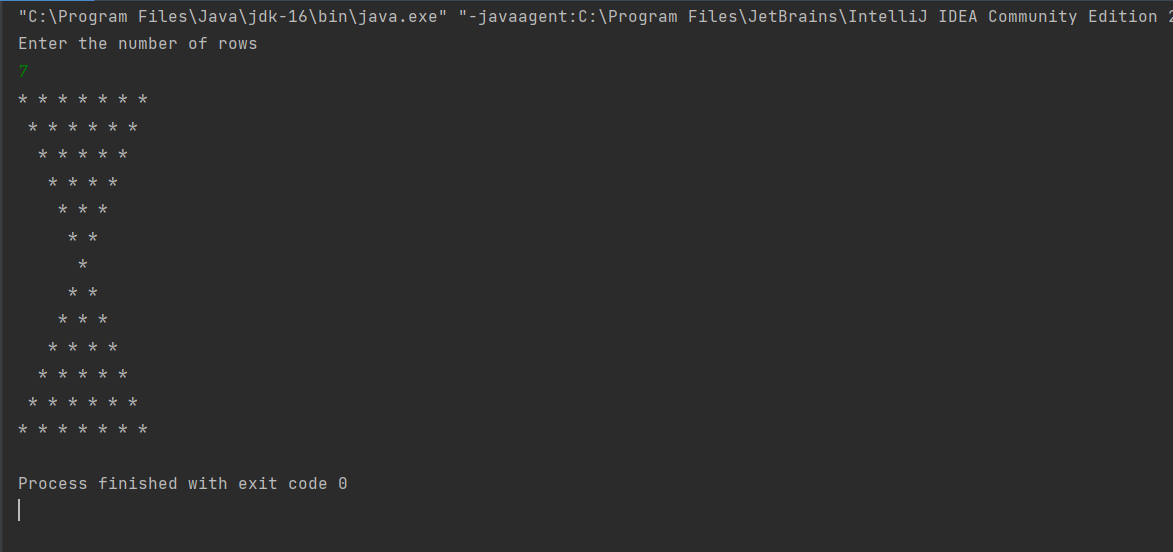 "C:\Program Files\Java\jdk-16\bin\java.exe" "-javaagent:C:\Program Files\JetBrains\IntelliJ IDEA Community Edition 2
Enter the number of rows
7
* * * * * * *
 * * * * * *
  * * * * *
   * * * *
    * * *
     * *
      *
     * *
    * * *
   * * * *
  * * * * *
 * * * * * *
* * * * * * *
Process finished with exit code 0